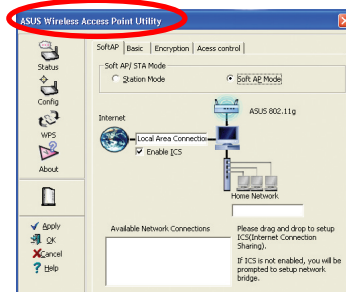 ASUS Wireless Access Point Utility
SoftAP Basic Encryption Acess control
Status
Config
WPS
About
Apply
OK
Cancel
Help
Soft AP/ STA Mode
Station Mode
Soft AP Mode
Internet
ASUS 802.11g
Local Area Connection
Enable ICS
Home Network
Available Network Connections
Please drag and drop to setup
ICS(Internet Connection
Sharing).
If ICS is not enabled, you will be
prompted to setup network
bridge.